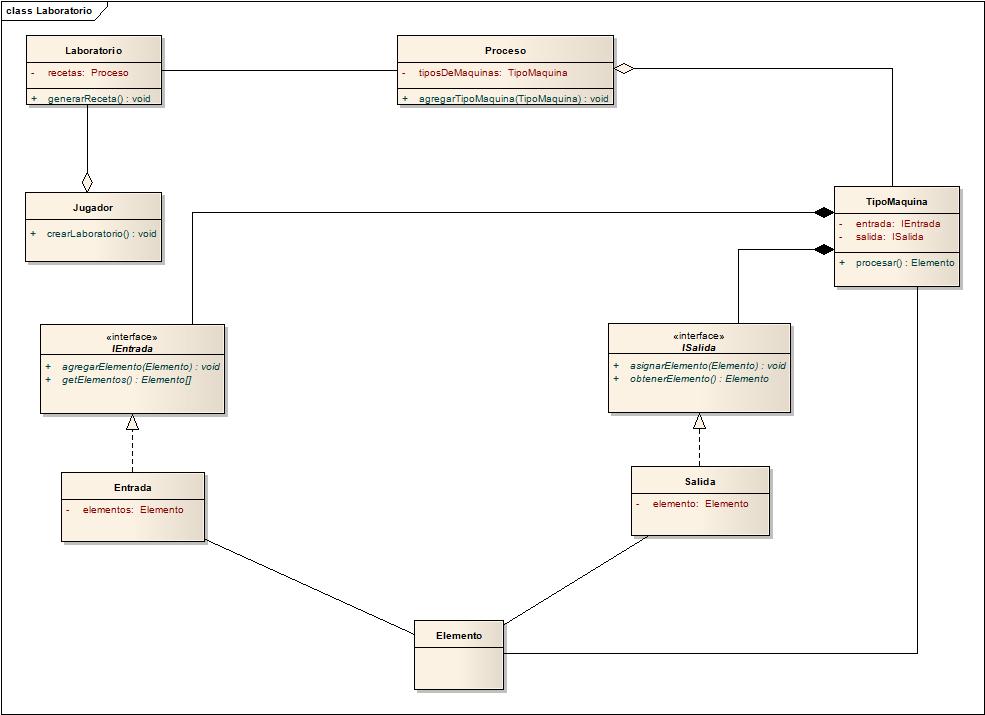 class Laboratorio
Laboratorio
- recetas: Proceso
+ generarReceta() : void
Proceso
- tiposDeMaquinas: TipoMaquina
+ agregarTipoMaquina(TipoMaquina) : void
Jugador
+ crearLaboratorio() : void
TipoMaquina
- entrada: IEntrada
- salida: ISalida
+ procesar() : Elemento
«interface»
IEntrada
+ agregarElemento(Elemento) : void
+ getElementos() : Elemento[]
«interface»
ISalida
+ asignarElemento(Elemento) : void
+ obtenerElemento() : Elemento
Entrada
- elementos: Elemento
Salida
- elemento: Elemento
Elemento